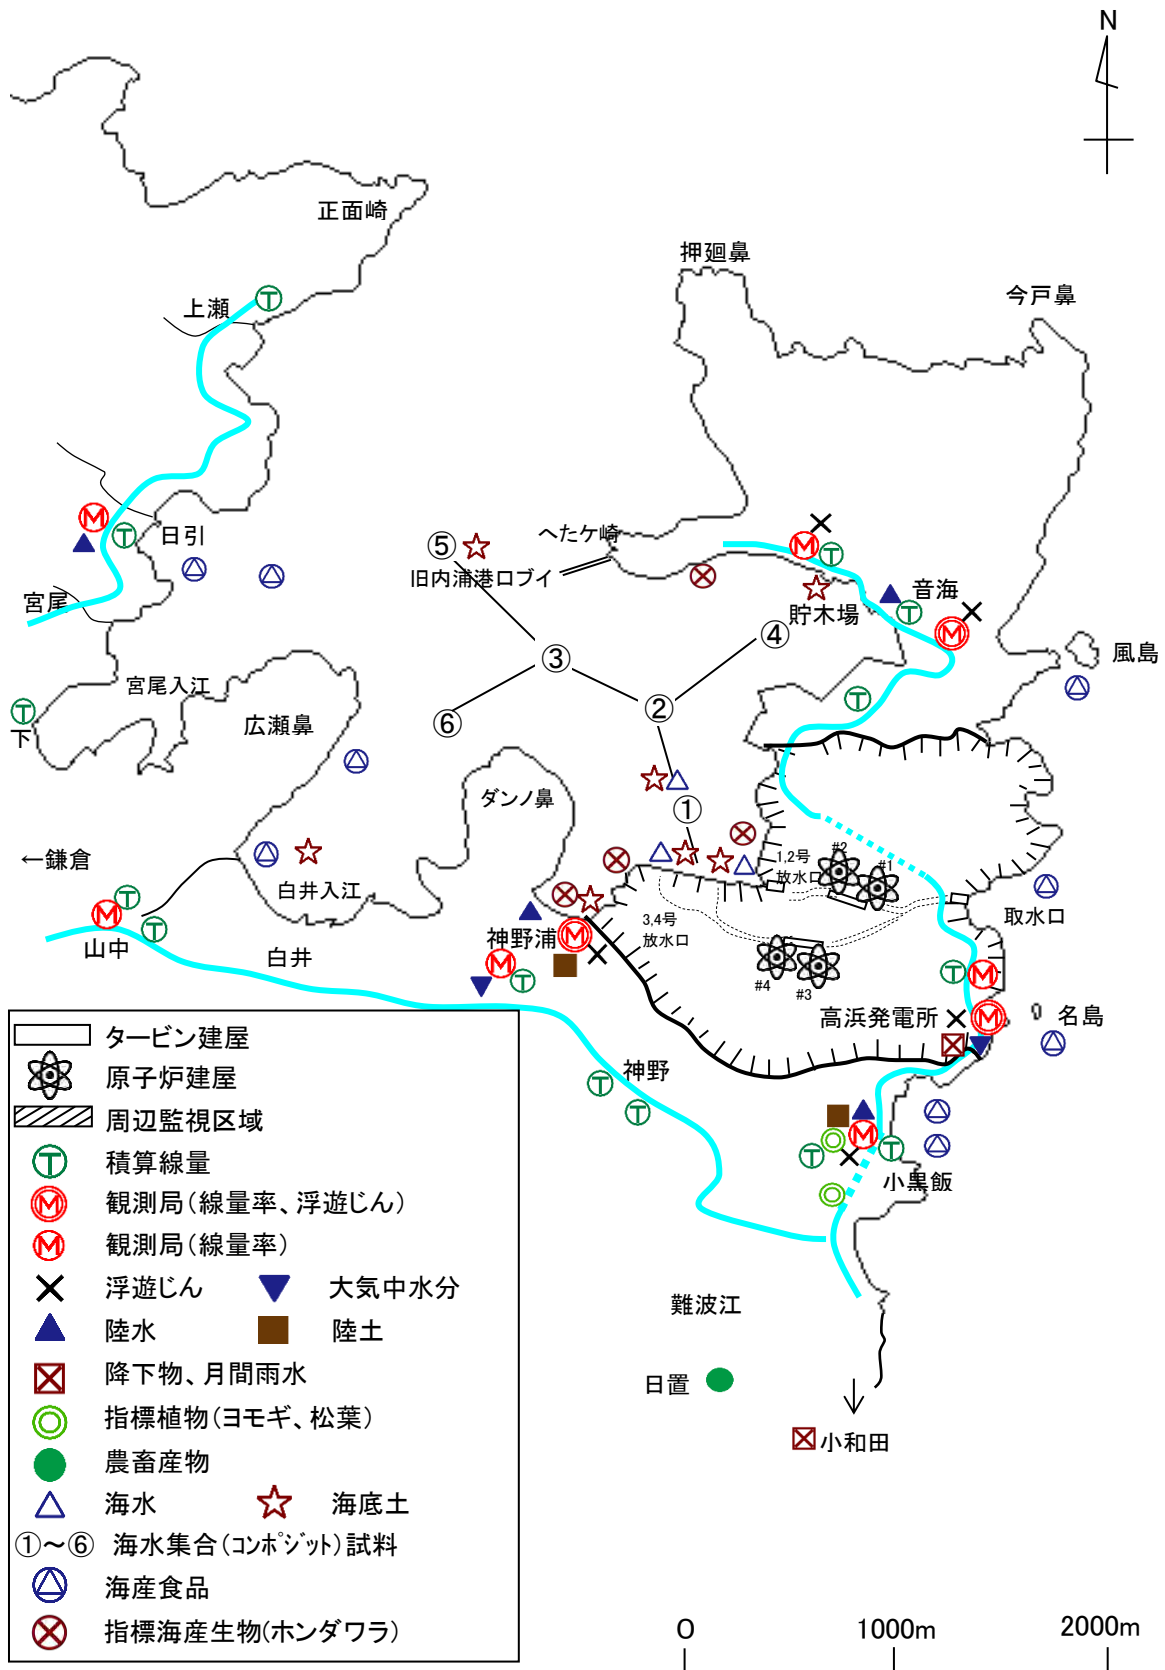 N
正面崎
押廻鼻
今戸鼻
上瀬
へたケ崎
⑤
日引
旧内浦港口ブイ
音海
貯木場
宮尾
④
風島
③
宮尾入江
②
広瀬鼻
⑥
下
ダンノ鼻
①
←鎌倉
1,2号
放水口
#2
#1
白井入江
取水口
3,4号
放水口
神野浦
山中
白井
#4
#3
高浜発電所
名島
神野
小黒飯
難波江
日置
小和田
タービン建屋
原子炉建屋
周辺監視区域
T 積算線量
M 観測局(線量率、浮遊じん)
M 観測局(線量率)
浮遊じん 大気中水分
陸水 陸土
降下物、月間雨水
指標植物(ヨモギ、松葉)
農畜産物
海水 海底土
①～⑥ 海水集合(ｺﾝﾎﾟｼﾞｯﾄ)試料
海産食品
指標海産生物(ホンダワラ)
0 1000m 2000m